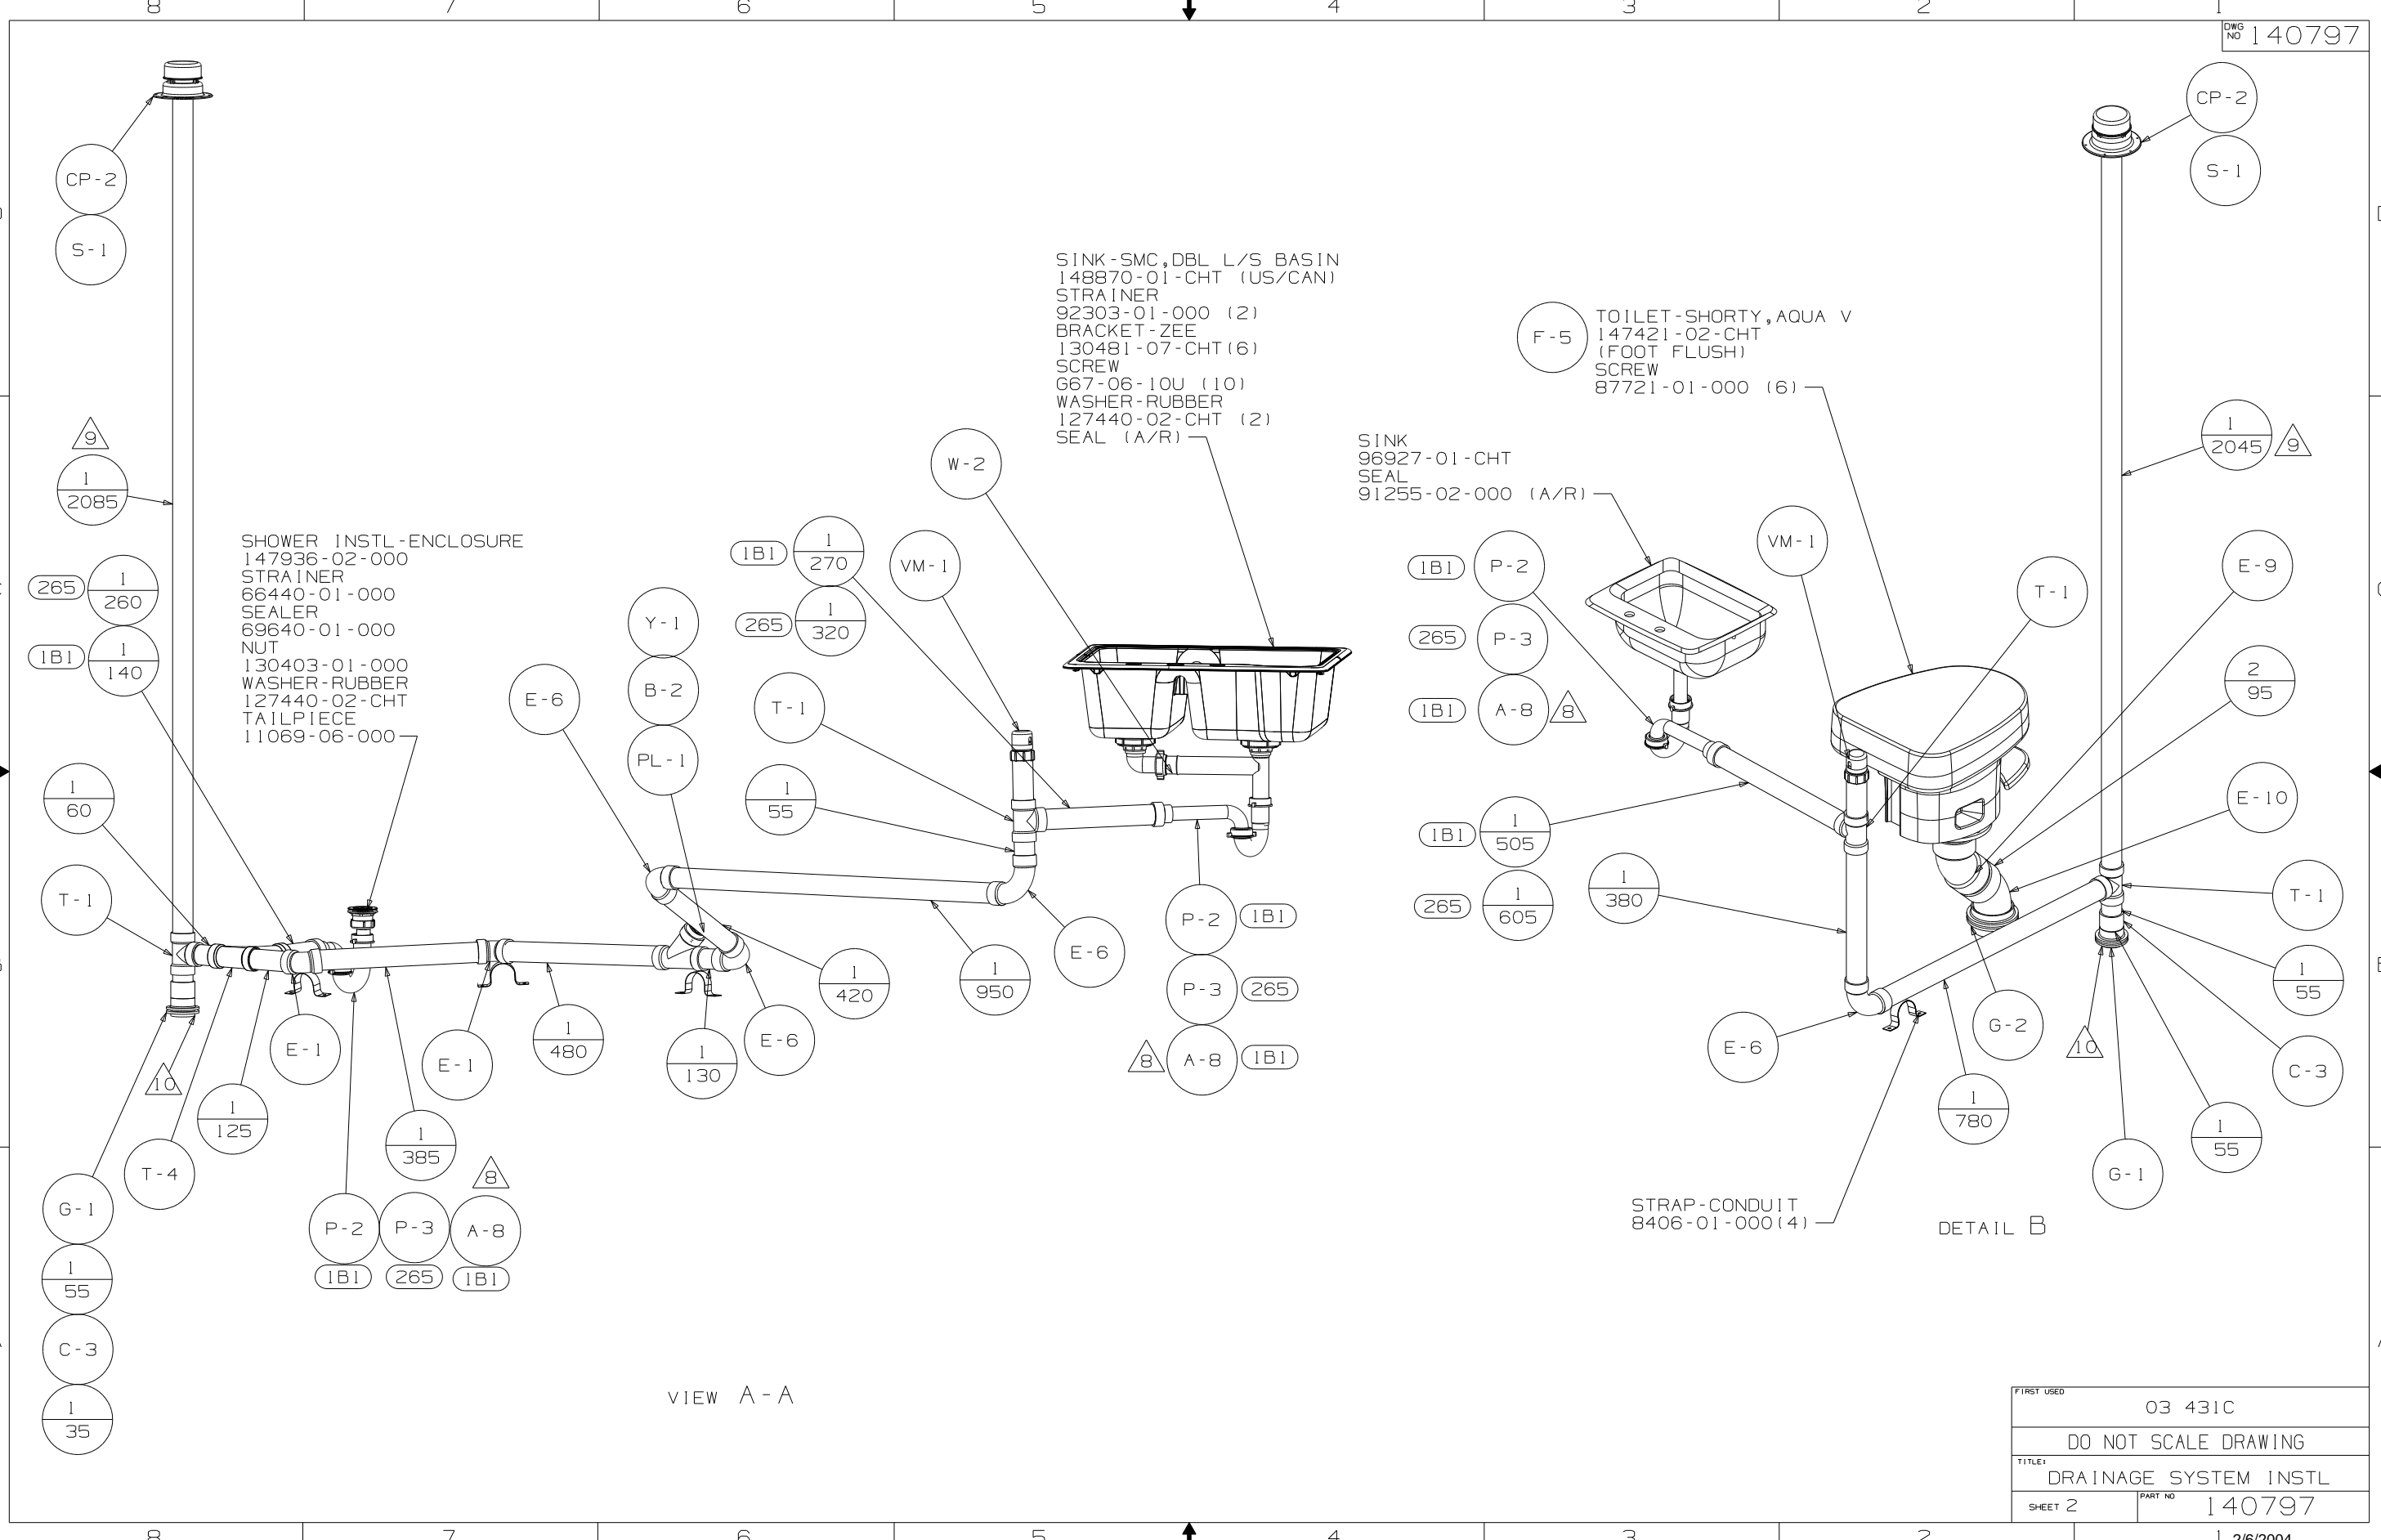 8 7 6 5 4 3 2 1
DWG NO 140797
CP-2
S-1
9
1
2085
265
1
260
1B1
1
140
1
60
T-1
SHOWER INSTL-ENCLOSURE
147936-02-000
STRAINER
66440-01-000
SEALER
69640-01-000
NUT
130403-01-000
WASHER-RUBBER
127440-02-CHT
TAILPIECE
11069-06-000
E-6
Y-1
B-2
PL-1
1B1
1
270
265
1
320
VM-1
T-1
1
55
W-2
SINK-SMC,DBL L/S BASIN
148870-01-CHT (US/CAN)
STRAINER
92303-01-000 (2)
BRACKET-ZEE
130481-07-CHT(6)
SCREW
G67-06-10U (10)
WASHER-RUBBER
127440-02-CHT (2)
SEAL (A/R)
10
E-1
E-1
1
480
1
130
E-6
1
420
1
950
E-6
P-2 1B1
P-3 265
8 A-8 1B1
T-4
1
125
1
385
8
P-2 P-3 A-8
1B1 265 1B1
G-1
1
55
C-3
1
35
VIEW A-A
F-5
TOILET-SHORTY,AQUA V
147421-02-CHT
(FOOT FLUSH)
SCREW
87721-01-000 (6)
SINK
96927-01-CHT
SEAL
91255-02-000 (A/R)
1B1 P-2
265 P-3
1B1 A-8 8
1B1
1
505
265
1
605
1
380
VM-1
T-1
CP-2
S-1
1
2045
9
E-9
2
95
E-10
T-1
1
55
C-3
E-6
G-2
10
1
780
1
55
G-1
STRAP-CONDUIT
8406-01-000(4)
DETAIL B
FIRST USED
03 431C
DO NOT SCALE DRAWING
TITLE:
DRAINAGE SYSTEM INSTL
SHEET 2
PART NO 140797
8 7 6 5 4 3 2 1
2/6/2004